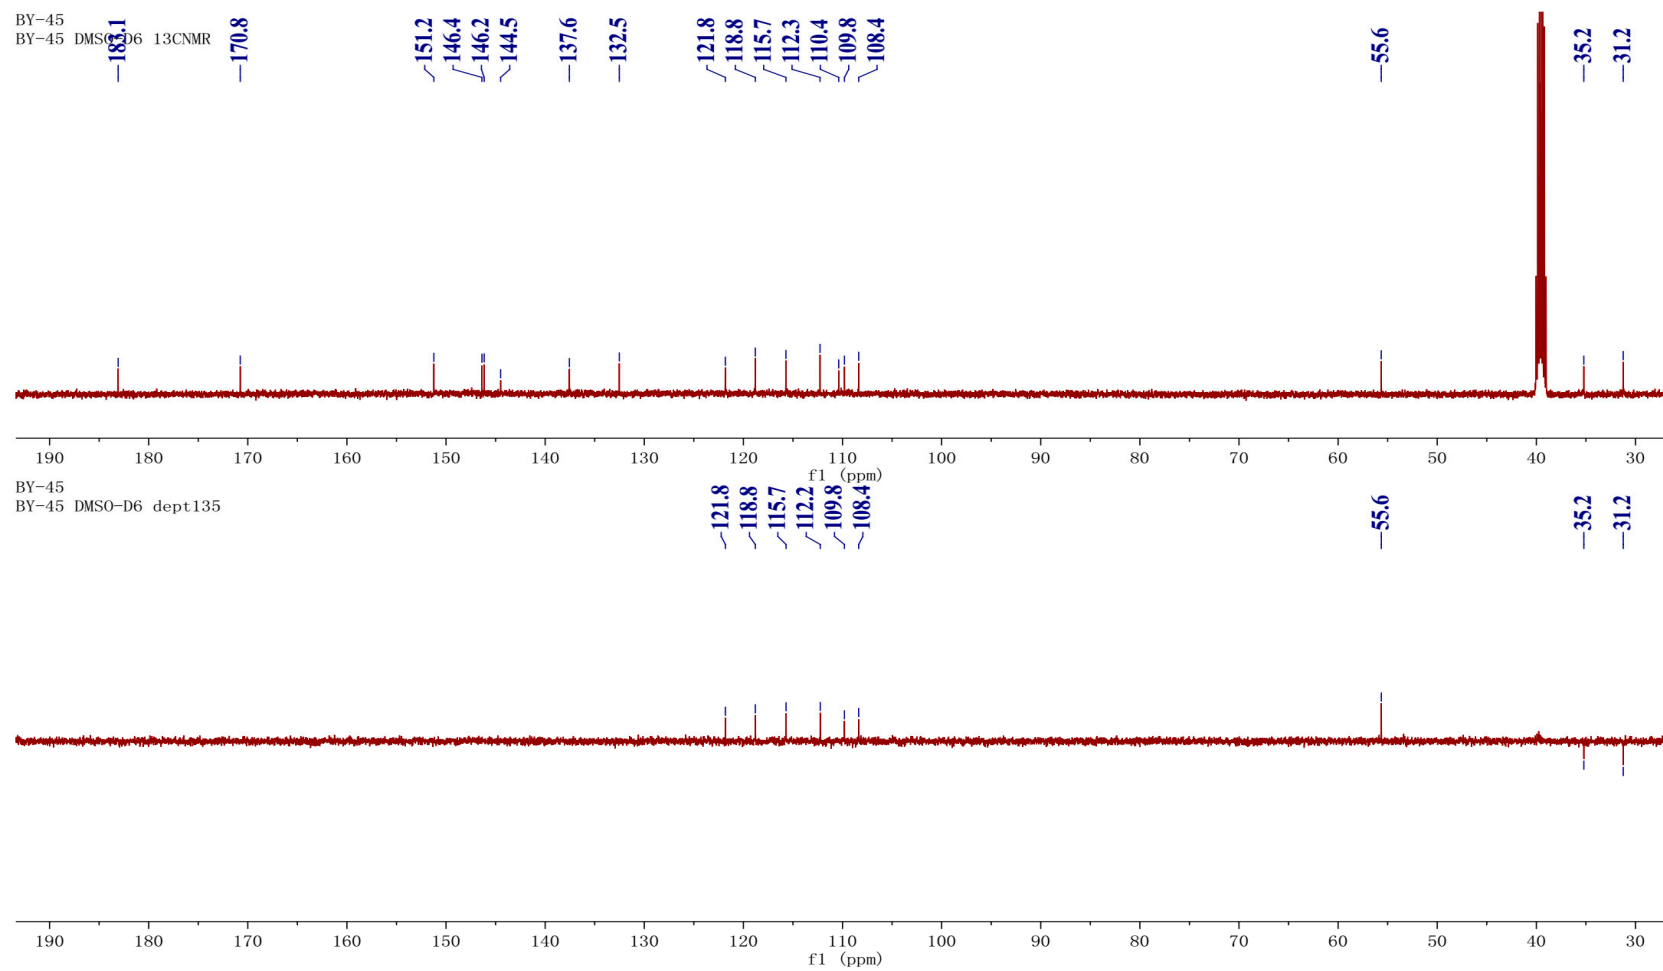 BY-45
BY-45 DMSO-D6 13CNMR
183.1 170.8 151.2 146.4 146.2 144.5 137.6 132.5 121.8 118.8 115.7 112.3 110.4 109.8 108.4 55.6 35.2 31.2
190 180 170 160 150 140 130 120 110 100 90 80 70 60 50 40 30
f1 (ppm)
BY-45
BY-45 DMSO-D6 dept135
121.8 118.8 115.7 112.2 109.8 108.4 55.6 35.2 31.2
190 180 170 160 150 140 130 120 110 100 90 80 70 60 50 40 30
f1 (ppm)